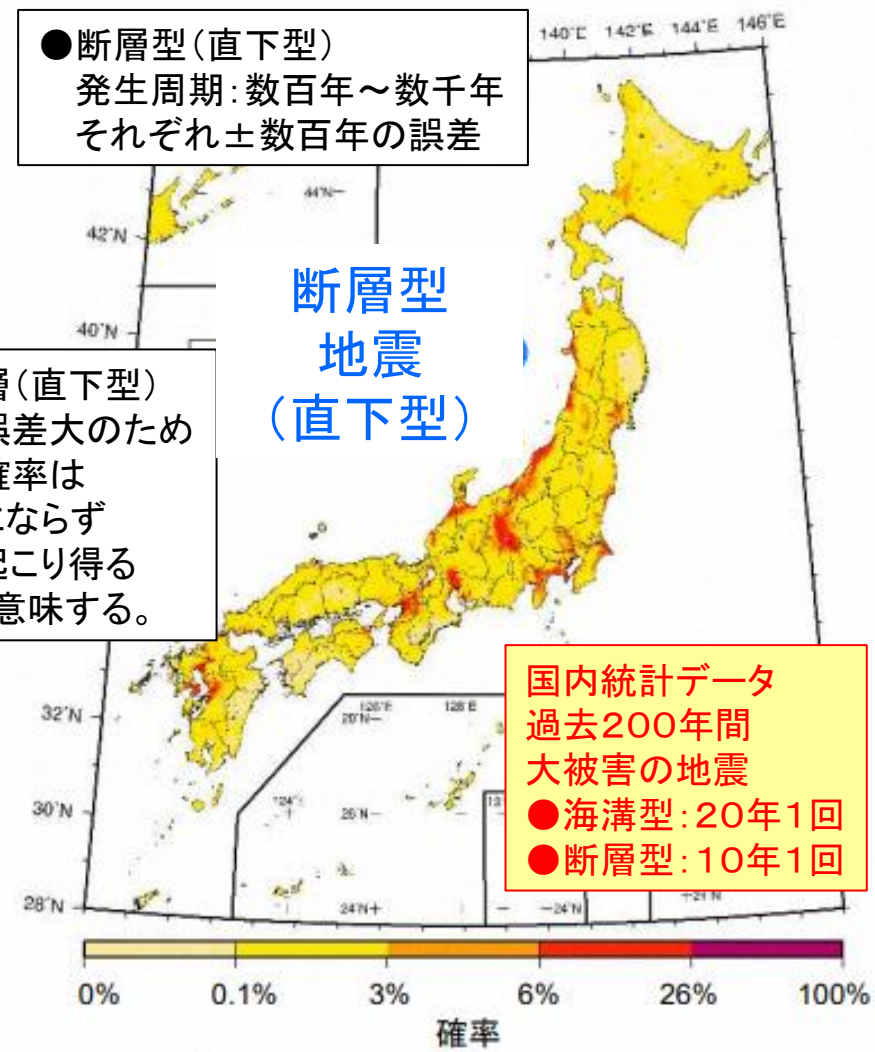 ●断層型(直下型)
発生周期:数百年～数千年
それぞれ±数百年の誤差
140°E 142°E 144°E 146°E
44°N
42°N
40°N
断層型
地震
(直下型)
層(直下型)
誤差大のため
確率は
にならず
起こり得る
意味する。
国内統計データ
過去200年間
大被害の地震
●海溝型:20年1回
●断層型:10年1回
32°N
126°E 128°E
30°N
124°E
28°N
24°N
24°N
0% 0.1% 3% 6% 26% 100%
確率